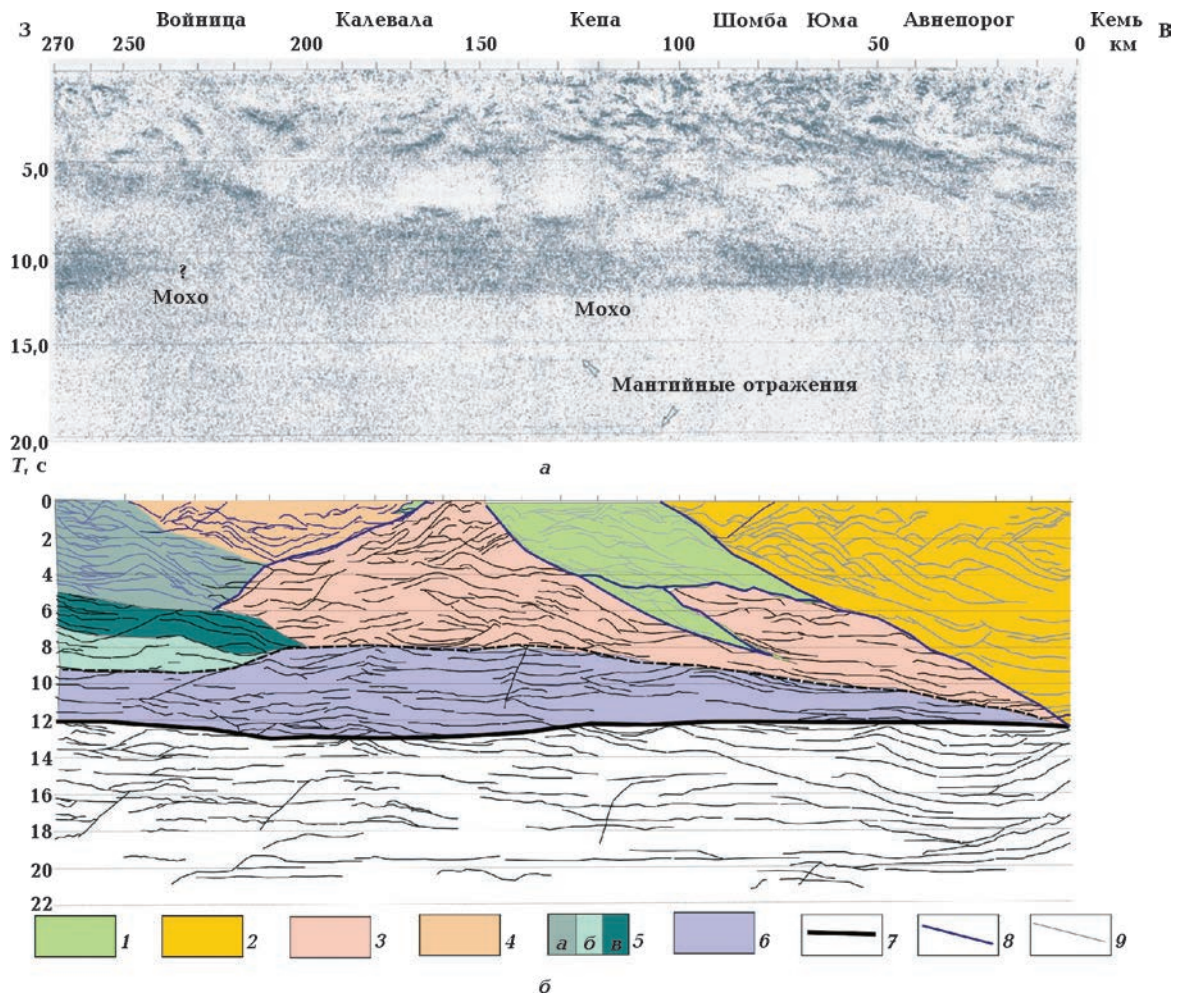 Войница Калевала Кепа Шомба Юма Авнепорог Кемь
З 270 250 200 150 100 50 0 км В
5,0
10,0
?
Мохо
Мохо
15,0
Мантийные отражения
20,0
T, с
а
0
2
4
6
8
10
12
14
16
18
20
22
1 2 3 4 а б в 5 6 7 8 9
б